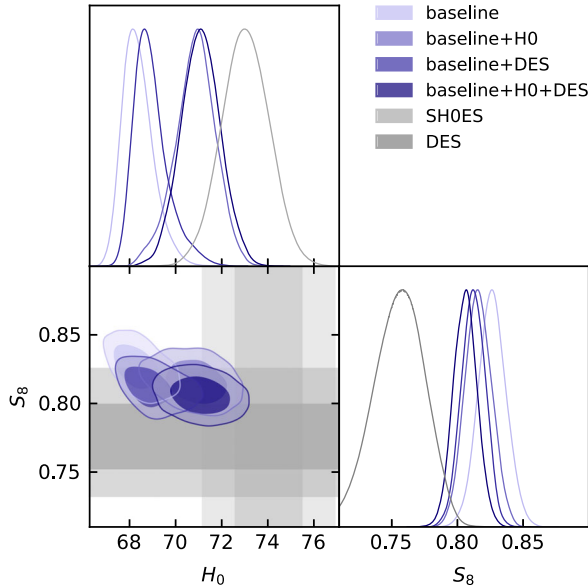 baseline
baseline+H0
baseline+DES
baseline+H0+DES
SH0ES
DES
0.85
0.80
0.75
S₈
68 70 72 74 76
H₀
0.75 0.80 0.85
S₈